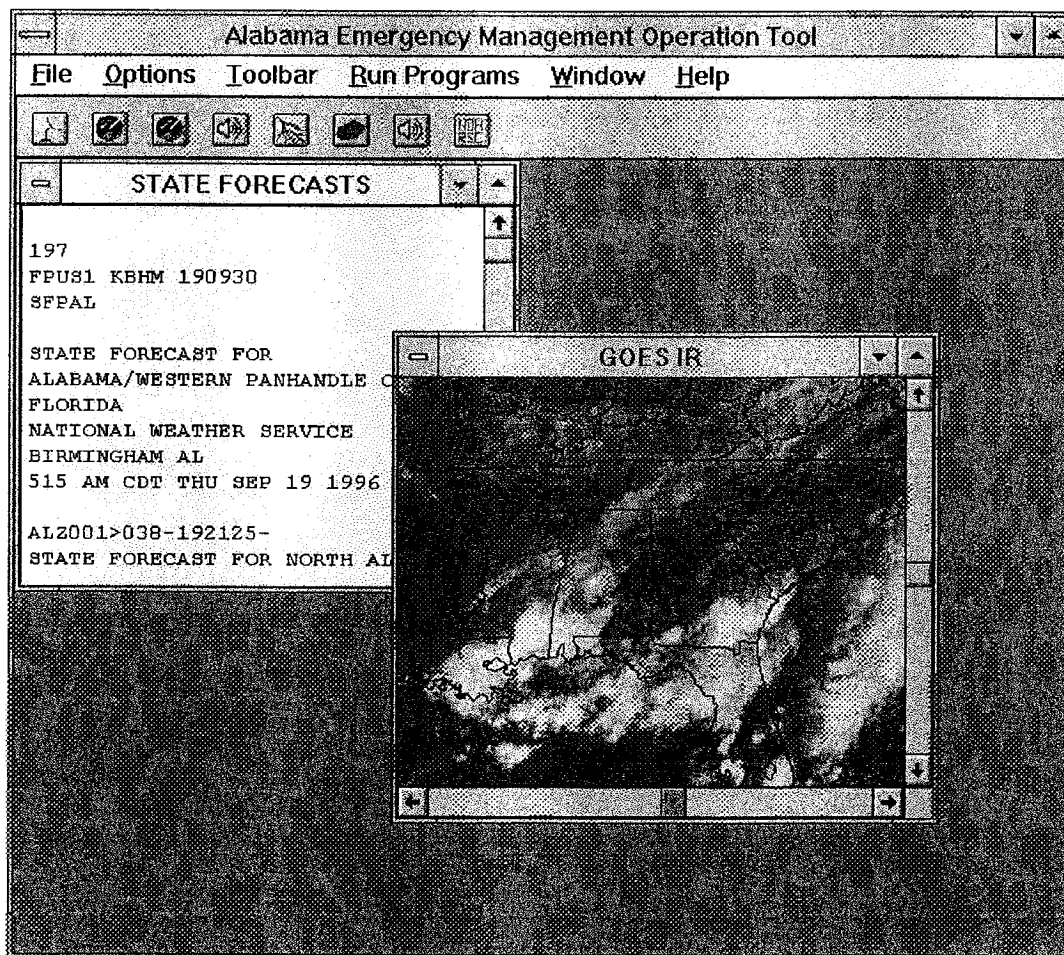 Alabama Emergency Management Operation Tool
File Options Toolbar Run Programs Window Help
STATE FORECASTS
197
FPUS1 KBHM 190930
SFPAL
STATE FORECAST FOR
ALABAMA/WESTERN PANHANDLE O
FLORIDA
NATIONAL WEATHER SERVICE
BIRMINGHAM AL
515 AM CDT THU SEP 19 1996
ALZ001>038-192125-
STATE FORECAST FOR NORTH AL
GOES IR